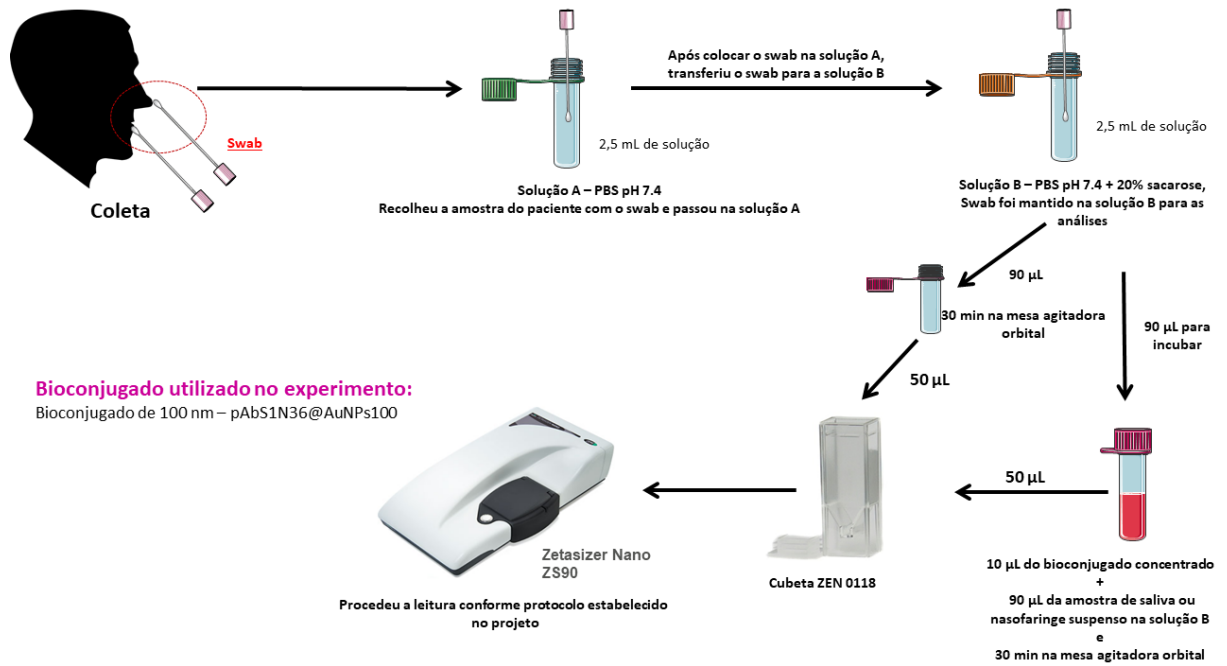 Swab
Coleta
2,5 mL de solução
Solução A – PBS pH 7.4
Recolheu a amostra do paciente com o swab e passou na solução A
Após colocar o swab na solução A,
transferiu o swab para a solução B
2,5 mL de solução
Solução B – PBS pH 7.4 + 20% sacarose,
Swab foi mantido na solução B para as
análises
90 µL
30 min na mesa agitadora
orbital
90 µL para
incubar
50 µL
Bioconjugado utilizado no experimento:
Bioconjugado de 100 nm – pAbS1N36@AuNPs100
50 µL
10 µL do bioconjugado concentrado
+
90 µL da amostra de saliva ou
nasofaringe suspenso na solução B
e
30 min na mesa agitadora orbital
Cubeta ZEN 0118
Zetasizer Nano
ZS90
Procedeu a leitura conforme protocolo estabelecido
no projeto